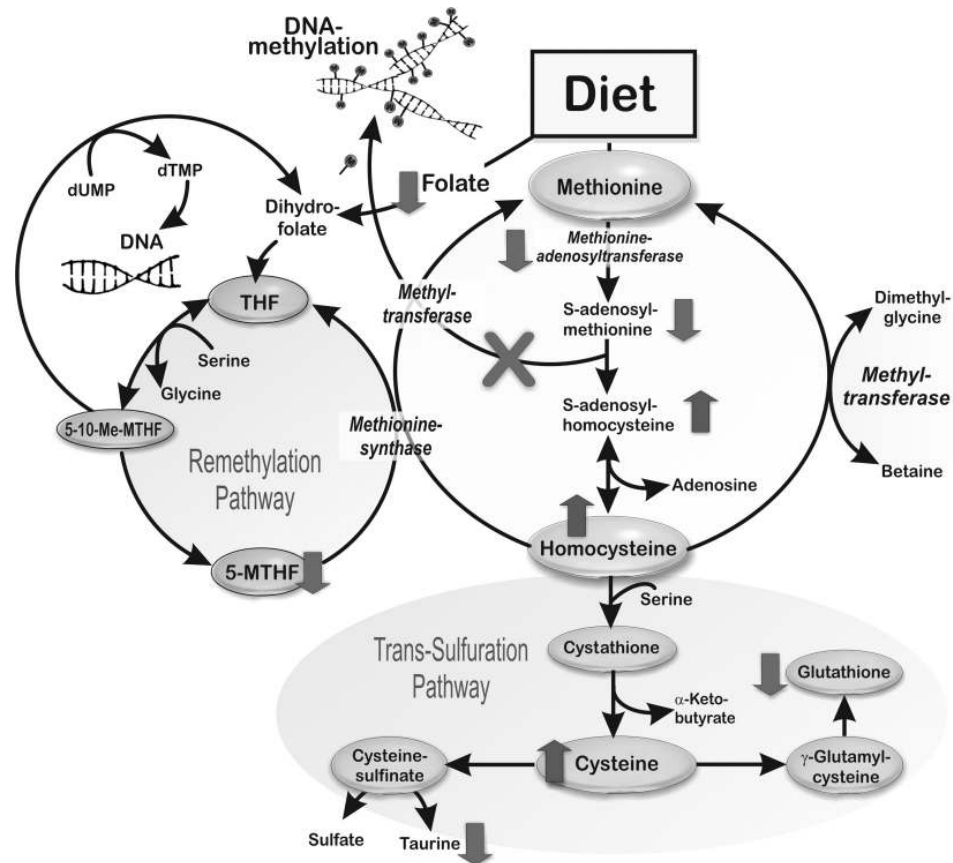 DNA-
methylation
Diet
dUMP
dTMP
Folate
Methionine
Dihydro-
folate
DNA
Methionine-
adenosyltransferase
THF
Methyl-
transferase
S-adenosyl-
methionine
Dimethyl-
glycine
Serine
Glycine
Methyl-
transferase
5-10-Me-MTHF
Methionine-
synthase
S-adenosyl-
homocysteine
Remethylation
Pathway
Betaine
Adenosine
Homocysteine
5-MTHF
Serine
Cystathione
Trans-Sulfuration
Pathway
Glutathione
α-Keto-
butyrate
Cysteine-
sulfinate
Cysteine
γ-Glutamyl-
cysteine
Sulfate
Taurine